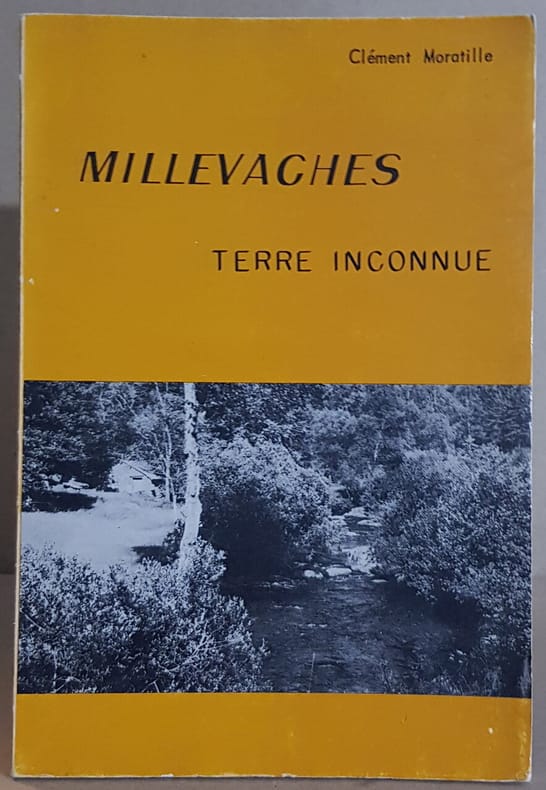 Clément Moratille
MILLEVACHES
TERRE INCONNUE